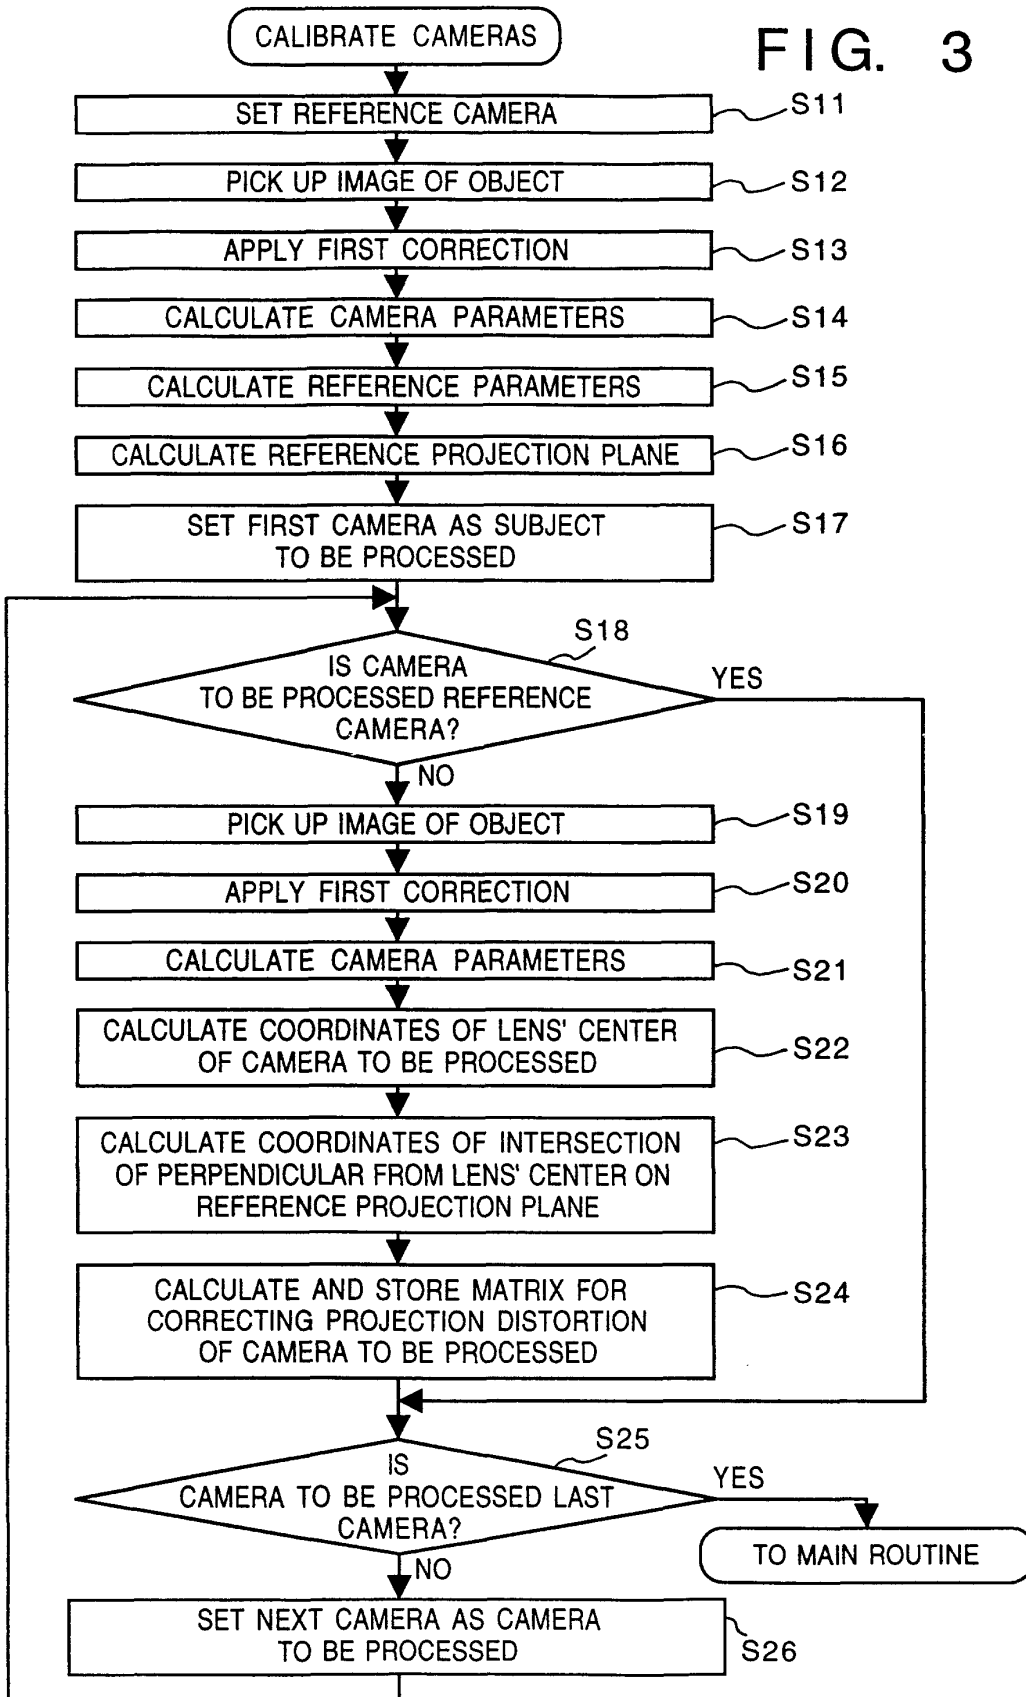 FIG. 3
CALIBRATE CAMERAS
SET REFERENCE CAMERA
S11
PICK UP IMAGE OF OBJECT
S12
APPLY FIRST CORRECTION
S13
CALCULATE CAMERA PARAMETERS
S14
CALCULATE REFERENCE PARAMETERS
S15
CALCULATE REFERENCE PROJECTION PLANE
S16
SET FIRST CAMERA AS SUBJECT
TO BE PROCESSED
S17
S18
IS CAMERA
TO BE PROCESSED REFERENCE
CAMERA?
YES
NO
PICK UP IMAGE OF OBJECT
S19
APPLY FIRST CORRECTION
S20
CALCULATE CAMERA PARAMETERS
S21
CALCULATE COORDINATES OF LENS' CENTER
OF CAMERA TO BE PROCESSED
S22
CALCULATE COORDINATES OF INTERSECTION
OF PERPENDICULAR FROM LENS' CENTER ON
REFERENCE PROJECTION PLANE
S23
CALCULATE AND STORE MATRIX FOR
CORRECTING PROJECTION DISTORTION
OF CAMERA TO BE PROCESSED
S24
S25
IS
CAMERA TO BE PROCESSED LAST
CAMERA?
YES
TO MAIN ROUTINE
NO
SET NEXT CAMERA AS CAMERA
TO BE PROCESSED
S26